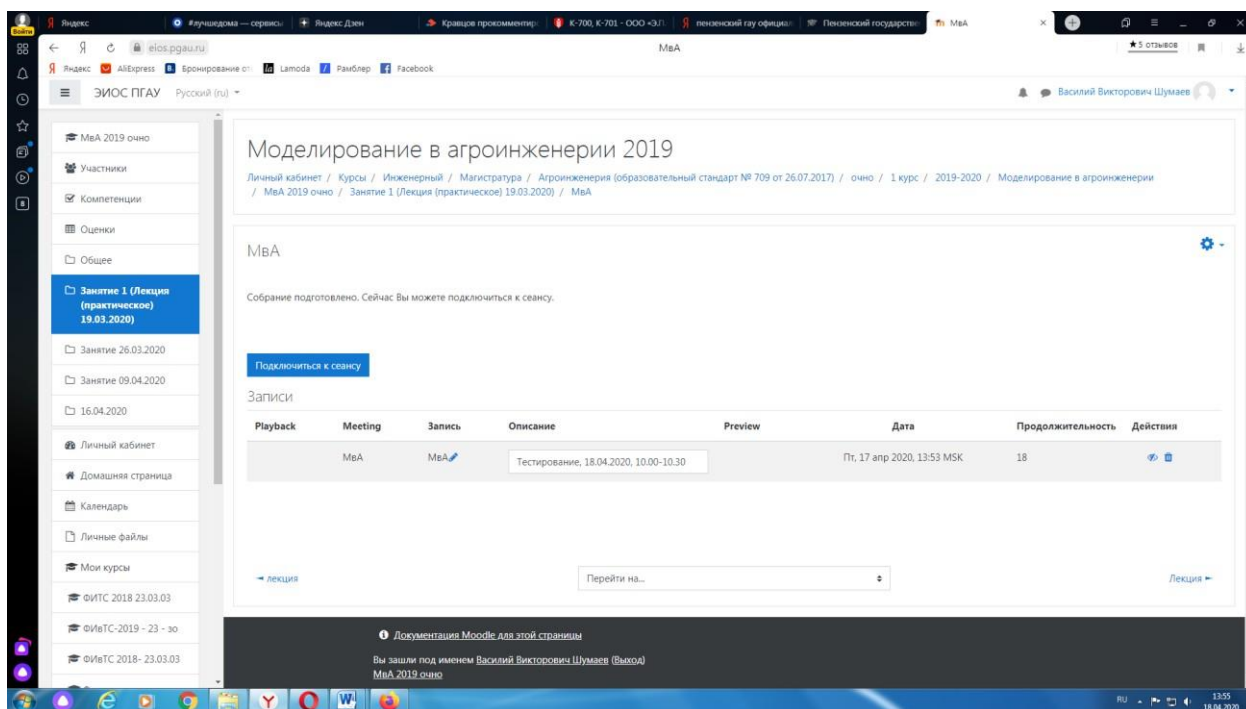 Войти
Яндекс
#лучшедома — сервисы
Яндекс Дзен
Кравцов прокомментир
К-700, К-701 - ООО «ЭЛ
пензенский гау официал
Пензенский государстве
МвА
eios.pgau.ru
МвА
5 отзывов
Яндекс
AliExpress
Бронирование от
Lamoda
Рамблер
Facebook
ЭИОС ПГАУ
Русский (ru)
Василий Викторович Шумаев
МвА 2019 очно
Участники
Компетенции
Оценки
Общее
Занятие 1 (Лекция
(практическое)
19.03.2020)
Занятие 26.03.2020
Занятие 09.04.2020
16.04.2020
Личный кабинет
Домашняя страница
Календарь
Личные файлы
Мои курсы
ФИТС 2018 23.03.03
ФИвТС-2019 - 23 - зо
ФИвТС 2018- 23.03.03
Моделирование в агроинженерии 2019
Личный кабинет / Курсы / Инженерный / Магистратура / Агроинженерия (образовательный стандарт № 709 от 26.07.2017) / очно / 1 курс / 2019-2020 / Моделирование в агроинженерии
/ МвА 2019 очно / Занятие 1 (Лекция (практическое) 19.03.2020) / МвА
МвА
Собрание подготовлено. Сейчас Вы можете подключиться к сеансу.
Подключиться к сеансу
Записи
Playback Meeting Запись Описание Preview Дата Продолжительность Действия
МвА МвА Тестирование, 18.04.2020, 10.00-10.30 Пт, 17 апр 2020, 13:53 MSK 18
◄ лекция
Перейти на...
Лекция ►
Документация Moodle для этой страницы
Вы зашли под именем Василий Викторович Шумаев (Выход)
МвА 2019 очно
RU
13:55
18.04.2020